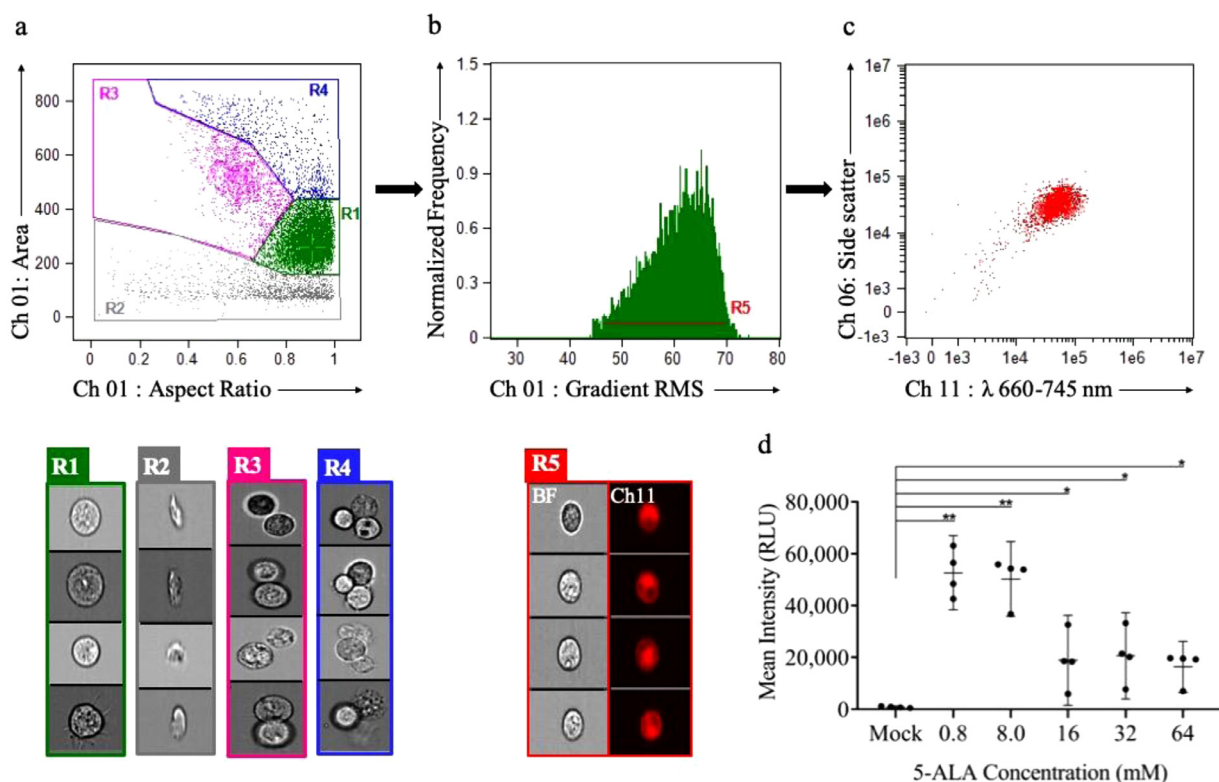 a
b
c
Ch 01: Area
800
600
400
200
0
R3
R4
R1
R2
0
0.2
0.4
0.6
0.8
1
Ch 01 : Aspect Ratio
Normalized Frequency
1.5
1.2
0.9
0.6
0.3
0
R5
30
40
50
60
70
80
Ch 01 : Gradient RMS
Ch 06: Side scatter
1e7
1e6
1e5
1e4
1e3
0
-1e3
-1e3
0
1e3
1e4
1e5
1e6
1e7
Ch 11 : λ 660-745 nm
R1
R2
R3
R4
R5
BF
Ch11
d
*
*
*
**
**
Mean Intensity (RLU)
80,000
60,000
40,000
20,000
0
Mock 0.8 8.0 16 32 64
5-ALA Concentration (mM)